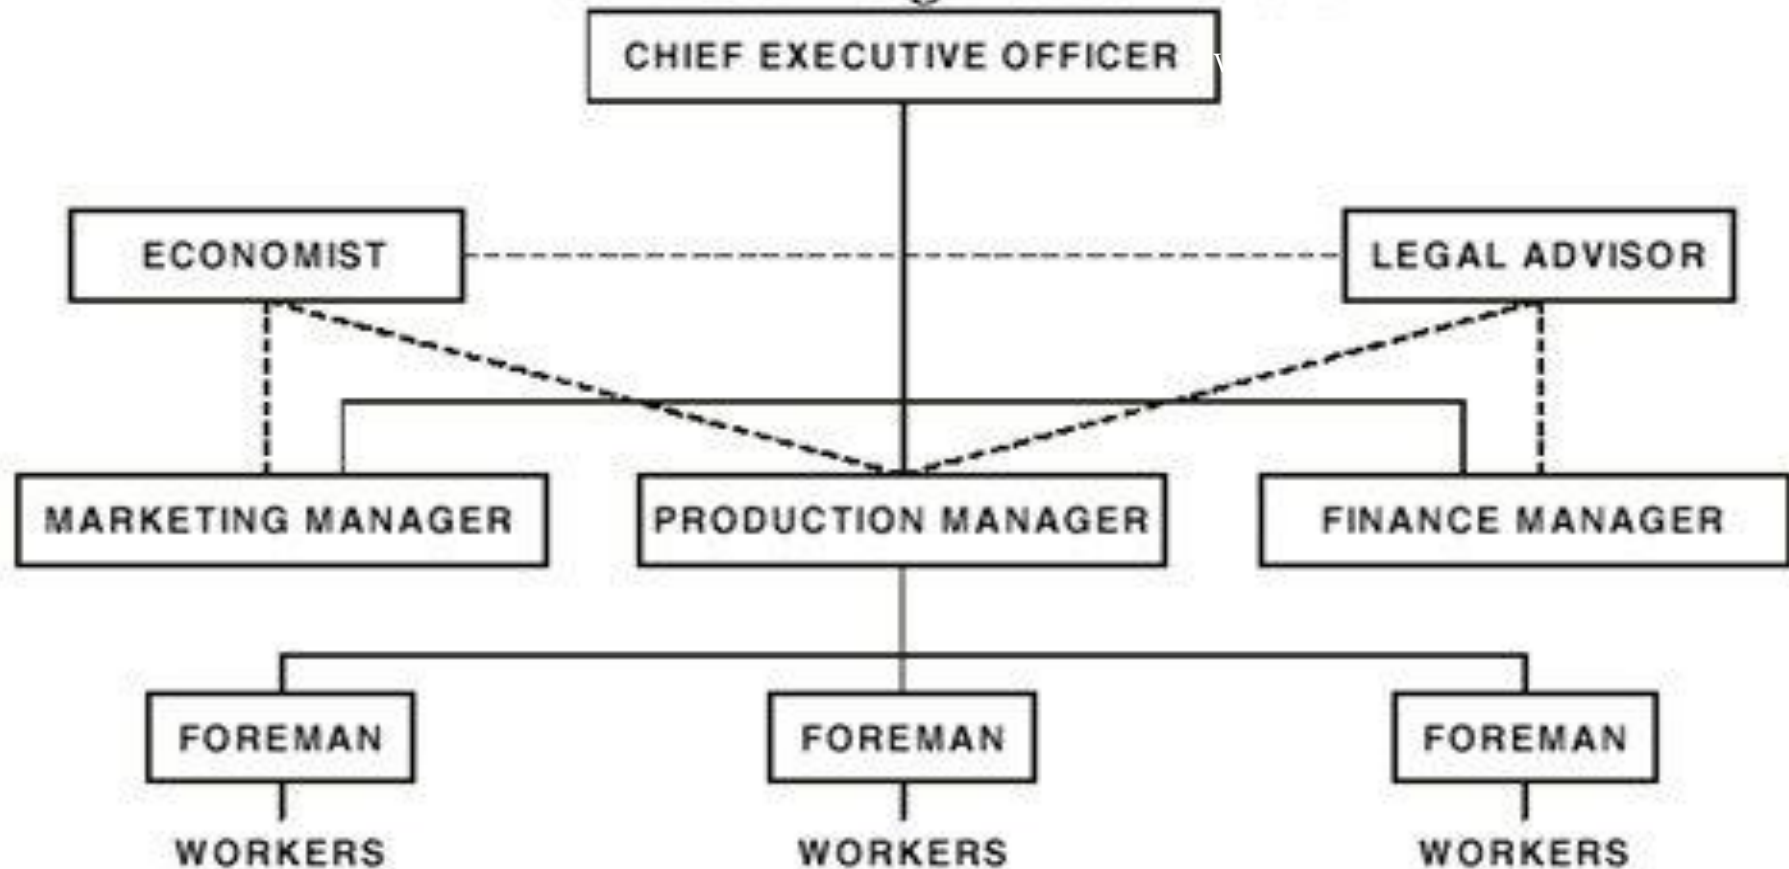 CHIEF EXECUTIVE OFFICER
ECONOMIST
LEGAL ADVISOR
MARKETING MANAGER
PRODUCTION MANAGER
FINANCE MANAGER
FOREMAN
FOREMAN
FOREMAN
WORKERS
WORKERS
WORKERS